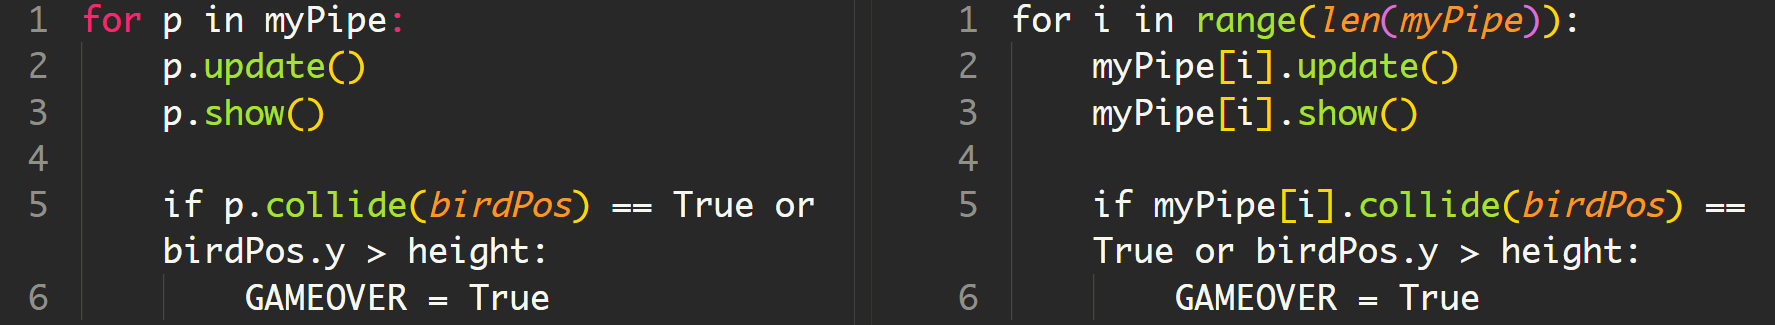 1 for p in myPipe:
2 p.update()
3 p.show()
4
5 if p.collide(birdPos) == True or
birdPos.y > height:
6 GAMEOVER = True
1 for i in range(len(myPipe)):
2 myPipe[i].update()
3 myPipe[i].show()
4
5 if myPipe[i].collide(birdPos) ==
True or birdPos.y > height:
6 GAMEOVER = True